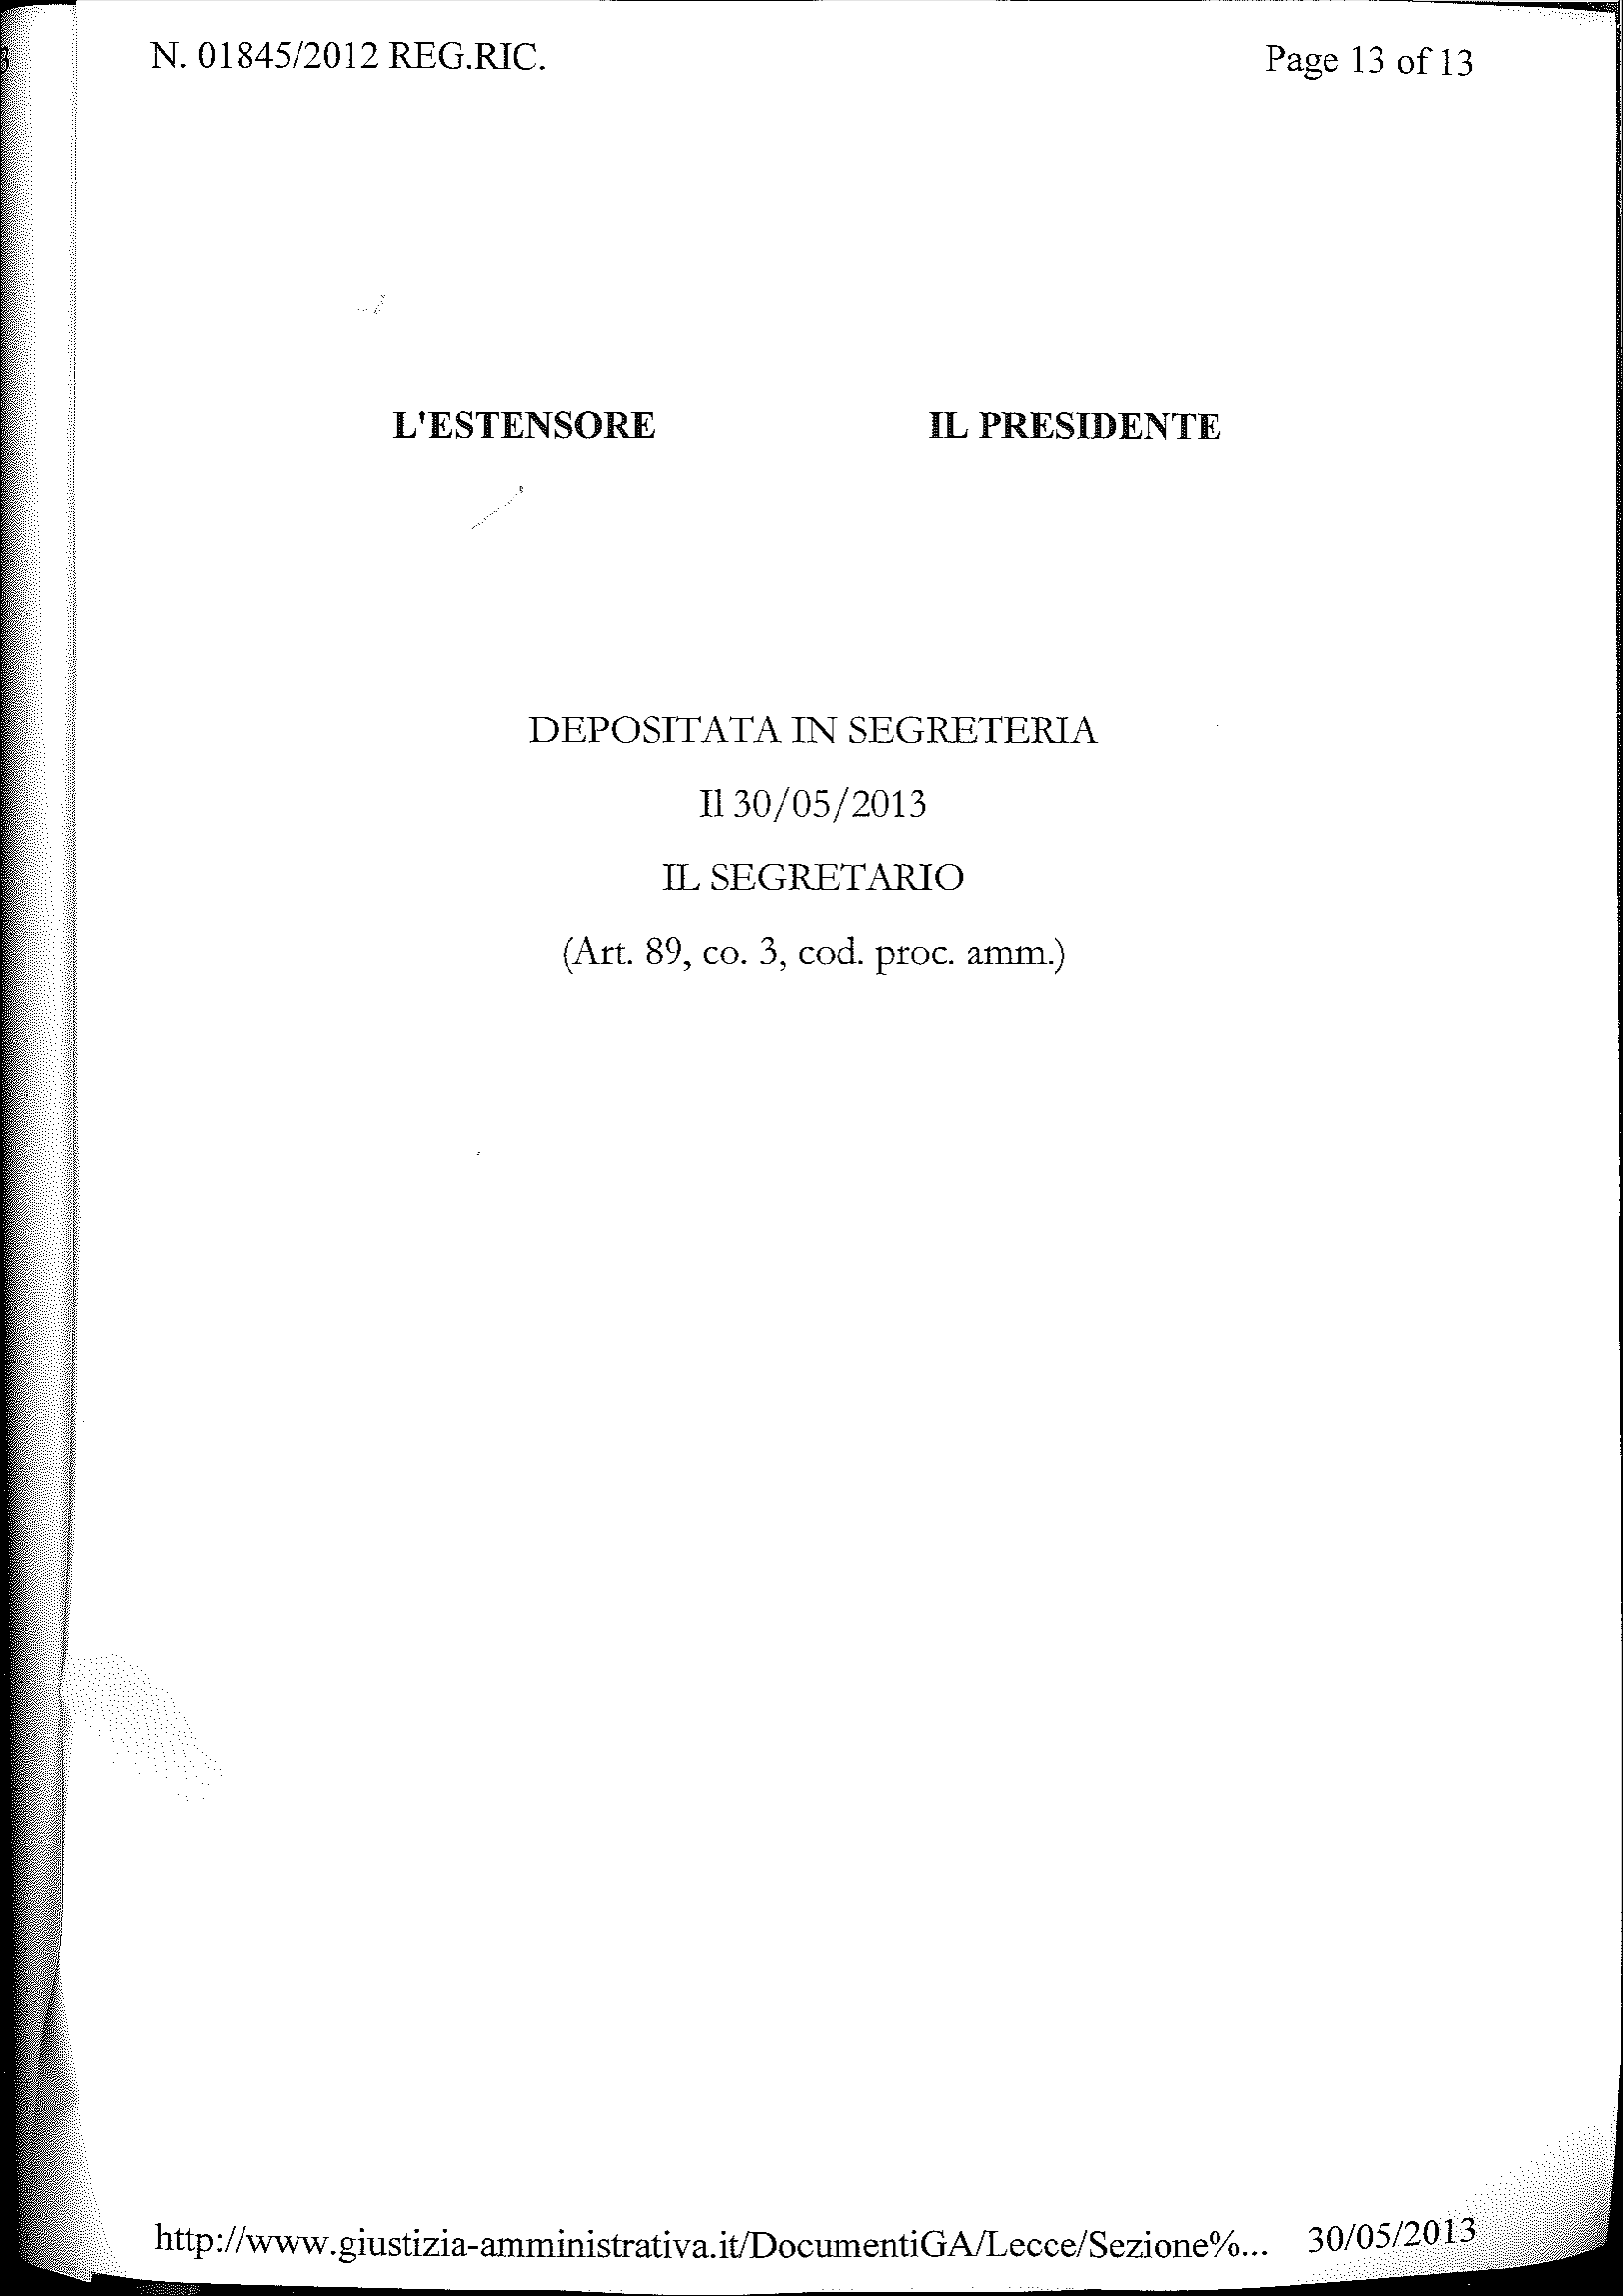 N. 01845/2012 REG.RIC. Page 13 of 13
L'ESTENSORE IL PRESIDENTE
DEPOSITATA IN SEGRETERIA
Il 30/05/2013
IL SEGRETARIO
(Art. 89, co. 3, cod. proc. amm.)
http://www.giustizia-amministrativa.it/DocumentiGA/Lecce/Sezione%... 30/05/2013